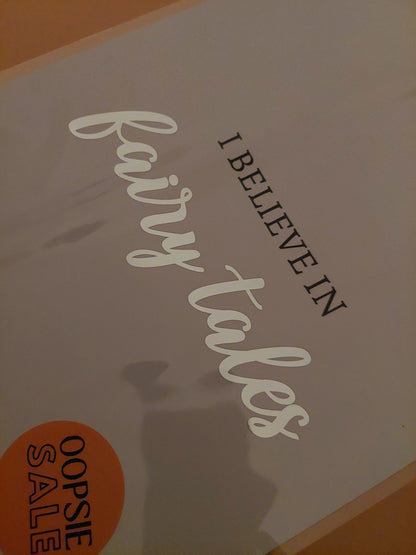 I BELIEVE IN
fairy tales
OOPSIE
SALE